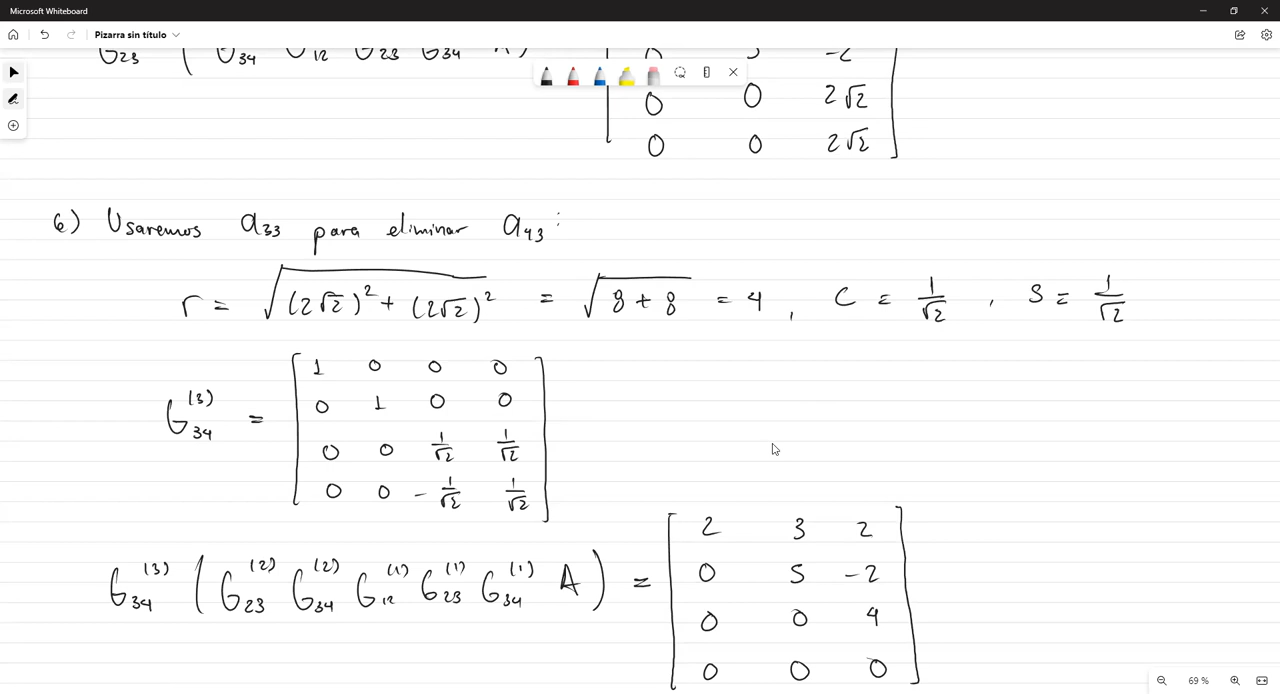 Microsoft Whiteboard
Pizarra sin título
G23 ( G34 G12 G23 G34 A )
0 -2
0 0 2√2
0 0 2√2
6) Usaremos a33 para eliminar a43:
r = √((2√2)² + (2√2)²) = √(8 + 8) = 4, C = 1/√2, S = 1/√2
G34^(3) = [ 1 0 0 0
0 1 0 0
0 0 1/√2 1/√2
0 0 -1/√2 1/√2 ]
G34^(3) ( G23^(2) G34^(2) G12^(1) G23^(1) G34^(1) A ) = [ 2 3 2
0 5 -2
0 0 4
0 0 0 ]
69 %